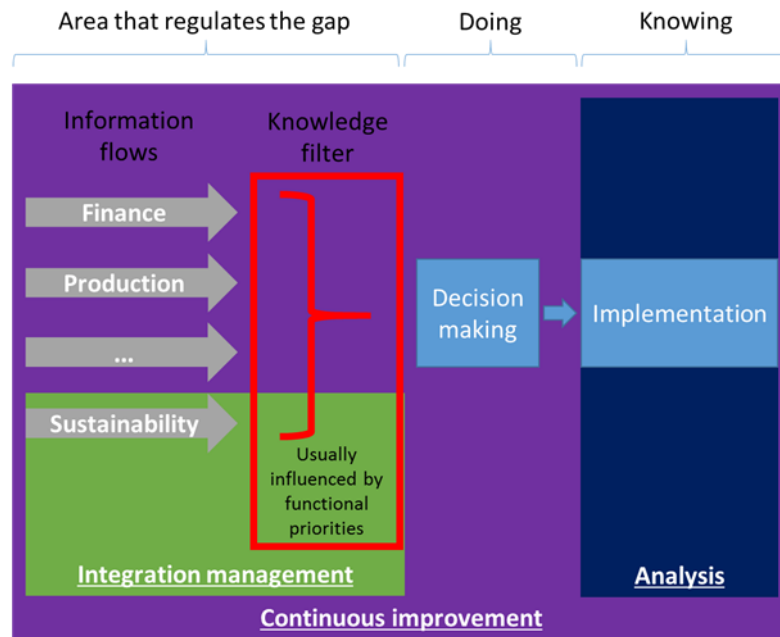 Area that regulates the gap
Doing
Knowing
Information
flows
Knowledge
filter
Finance
Production
...
Sustainability
Usually
influenced by
functional
priorities
Decision
making
Implementation
Integration management
Analysis
Continuous improvement